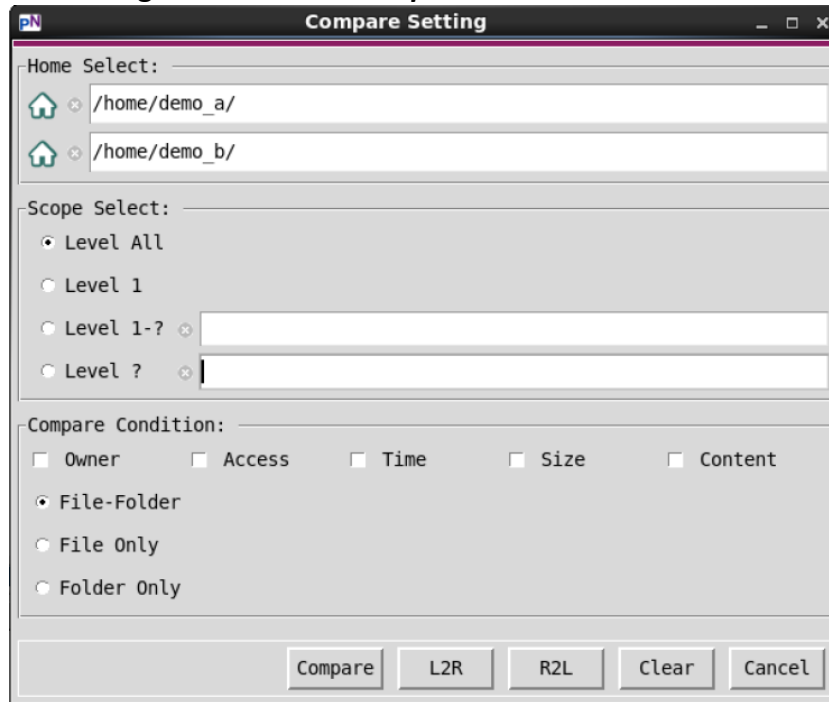 pN Compare Setting
Home Select:
/home/demo_a/
/home/demo_b/
Scope Select:
Level All
Level 1
Level 1-?
Level ?
Compare Condition:
Owner Access Time Size Content
File-Folder
File Only
Folder Only
Compare L2R R2L Clear Cancel